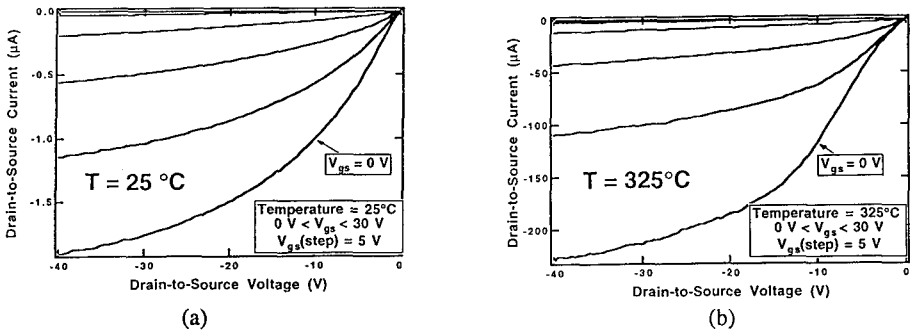 0.0
-0.5
-1.0
-1.5
Drain-to-Source Current (μA)
V_gs = 0 V
T = 25 °C
Temperature = 25°C
0 V < V_gs < 30 V
V_gs(step) = 5 V
-40 -30 -20 -10 0
Drain-to-Source Voltage (V)
(a)
0
-50
-100
-150
-200
Drain-to-Source Current (μA)
V_gs = 0 V
T = 325°C
Temperature = 325°C
0 V < V_gs < 30 V
V_gs(step) = 5 V
-40 -30 -20 -10 0
Drain-to-Source Voltage (V)
(b)